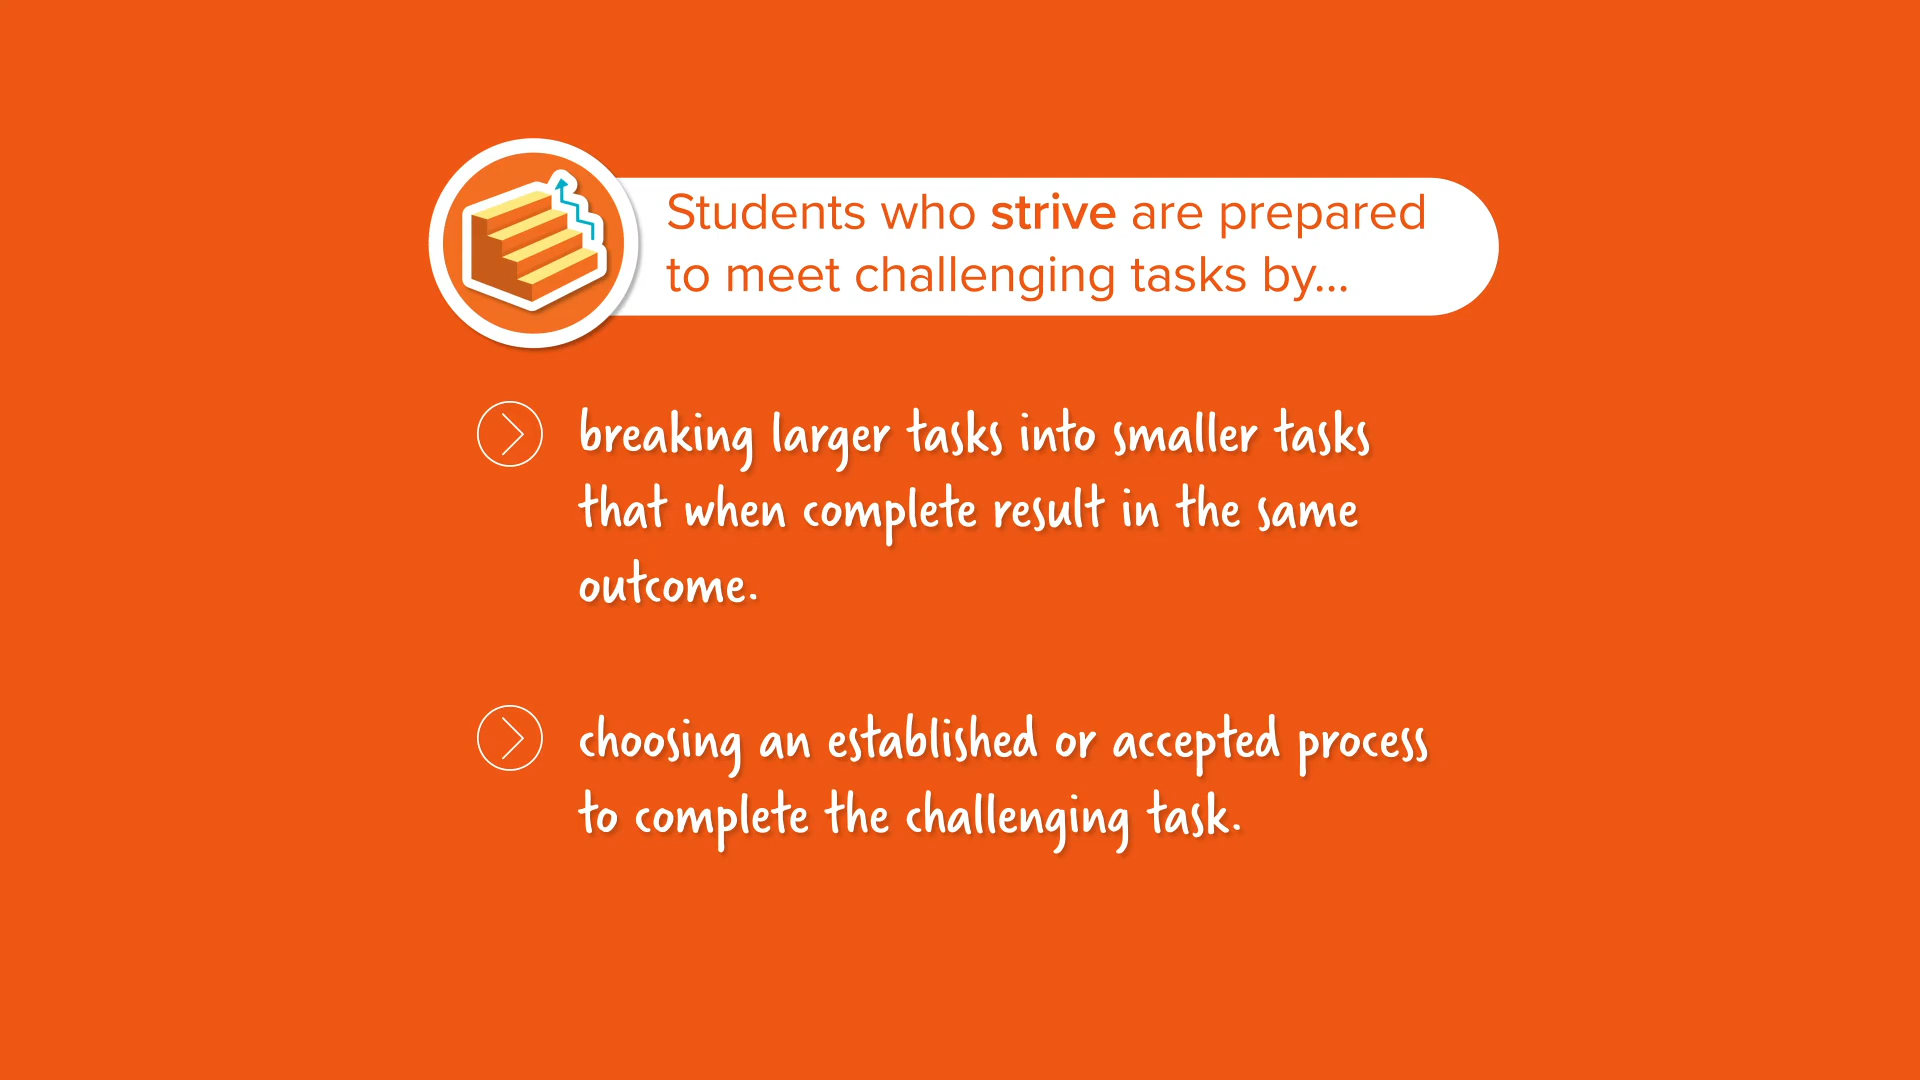 Students who strive are prepared
to meet challenging tasks by...
breaking larger tasks into smaller tasks
that when complete result in the same
outcome.
choosing an established or accepted process
to complete the challenging task.